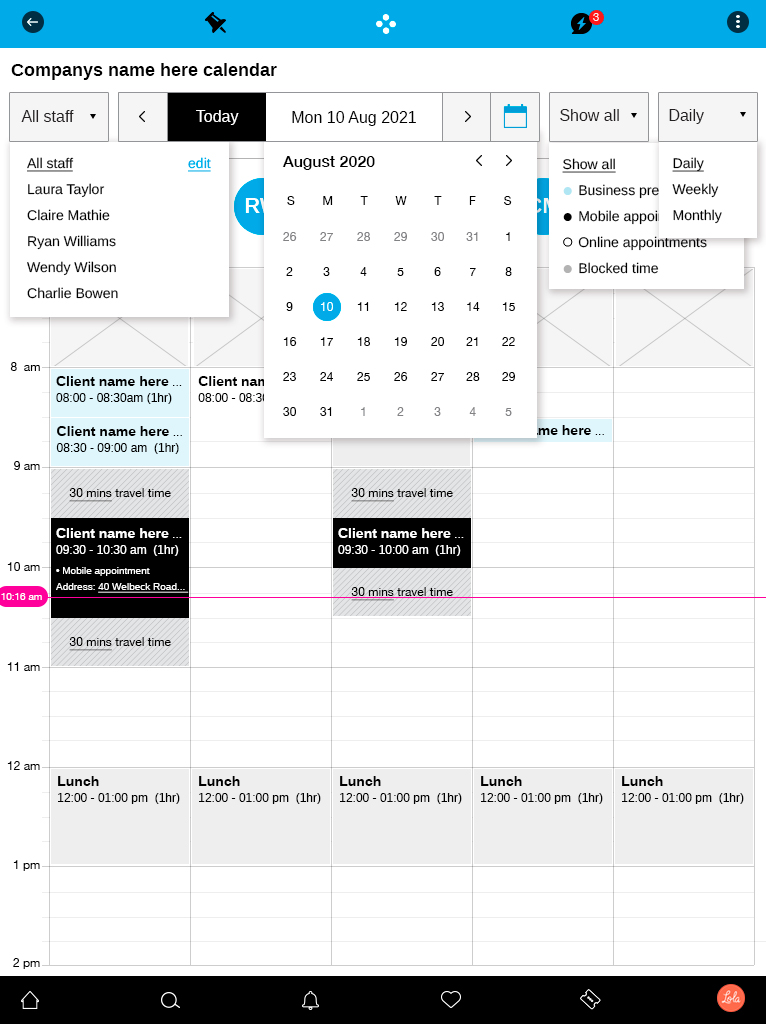 3
Companys name here calendar
All staff
Today
Mon 10 Aug 2021
Show all
Daily
All staff edit
Laura Taylor
Claire Mathie
Ryan Williams
Wendy Wilson
Charlie Bowen
August 2020
S M T W T F S
26 27 28 29 30 31 1
2 3 4 5 6 7 8
9 10 11 12 13 14 15
16 17 18 19 20 21 22
23 24 25 26 27 28 29
30 31 1 2 3 4 5
Show all
Business pre
Mobile appoi
Online appointments
Blocked time
Daily
Weekly
Monthly
8 am
Client name here ...
08:00 - 08:30am (1hr)
Client nan
08:00 - 08:30
Client name here ...
08:30 - 09:00 am (1hr)
me here ...
9 am
30 mins travel time
30 mins travel time
Client name here ...
09:30 - 10:30 am (1hr)
• Mobile appointment
Address: 40 Welbeck Road...
Client name here ...
09:30 - 10:00 am (1hr)
10 am
10:16 am
30 mins travel time
30 mins travel time
11 am
12 am
Lunch
12:00 - 01:00 pm (1hr)
Lunch
12:00 - 01:00 pm (1hr)
Lunch
12:00 - 01:00 pm (1hr)
Lunch
12:00 - 01:00 pm (1hr)
Lunch
12:00 - 01:00 pm (1hr)
1 pm
2 pm
Lola